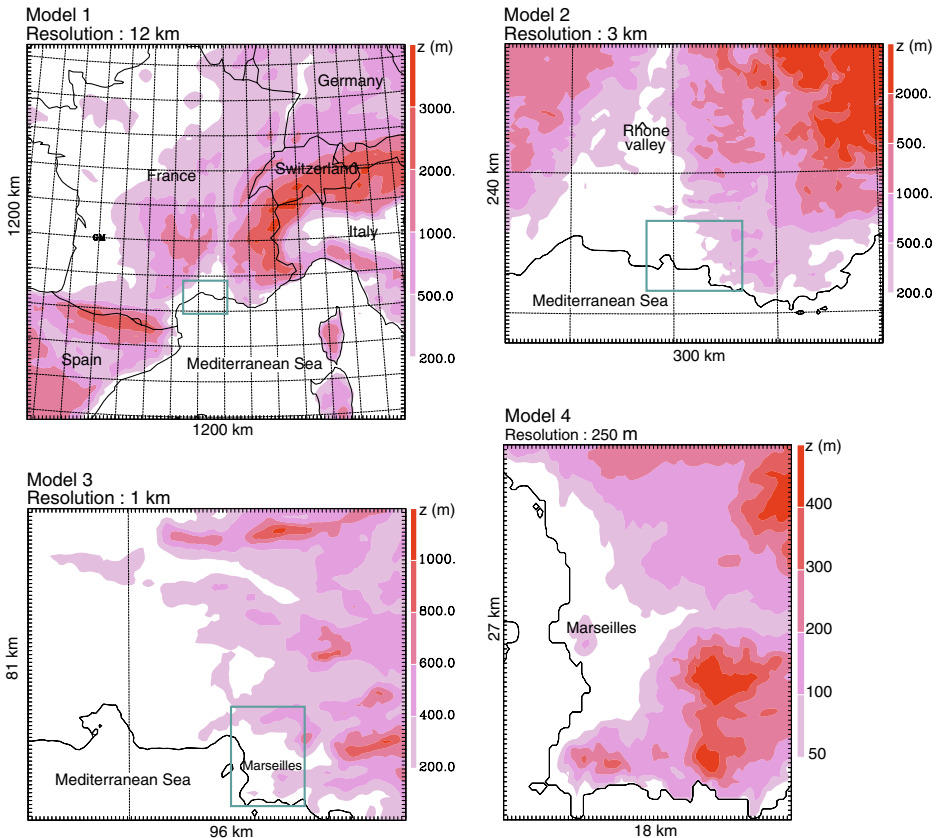 Model 1
Resolution : 12 km
z (m)
Germany
3000.
2000.
Switzerland
France
1000.
Italy
500.0
200.0
Spain
Mediterranean Sea
1200 km
1200 km
Model 2
Resolution : 3 km
z (m)
2000.
Rhone
valley
500.
1000.
500.0
200.0
Mediterranean Sea
240 km
300 km
Model 3
Resolution : 1 km
z (m)
1000.
800.0
600.0
400.0
200.0
Marseilles
Mediterranean Sea
81 km
96 km
Model 4
Resolution : 250 m
z (m)
400
300
200
100
50
Marseilles
27 km
18 km